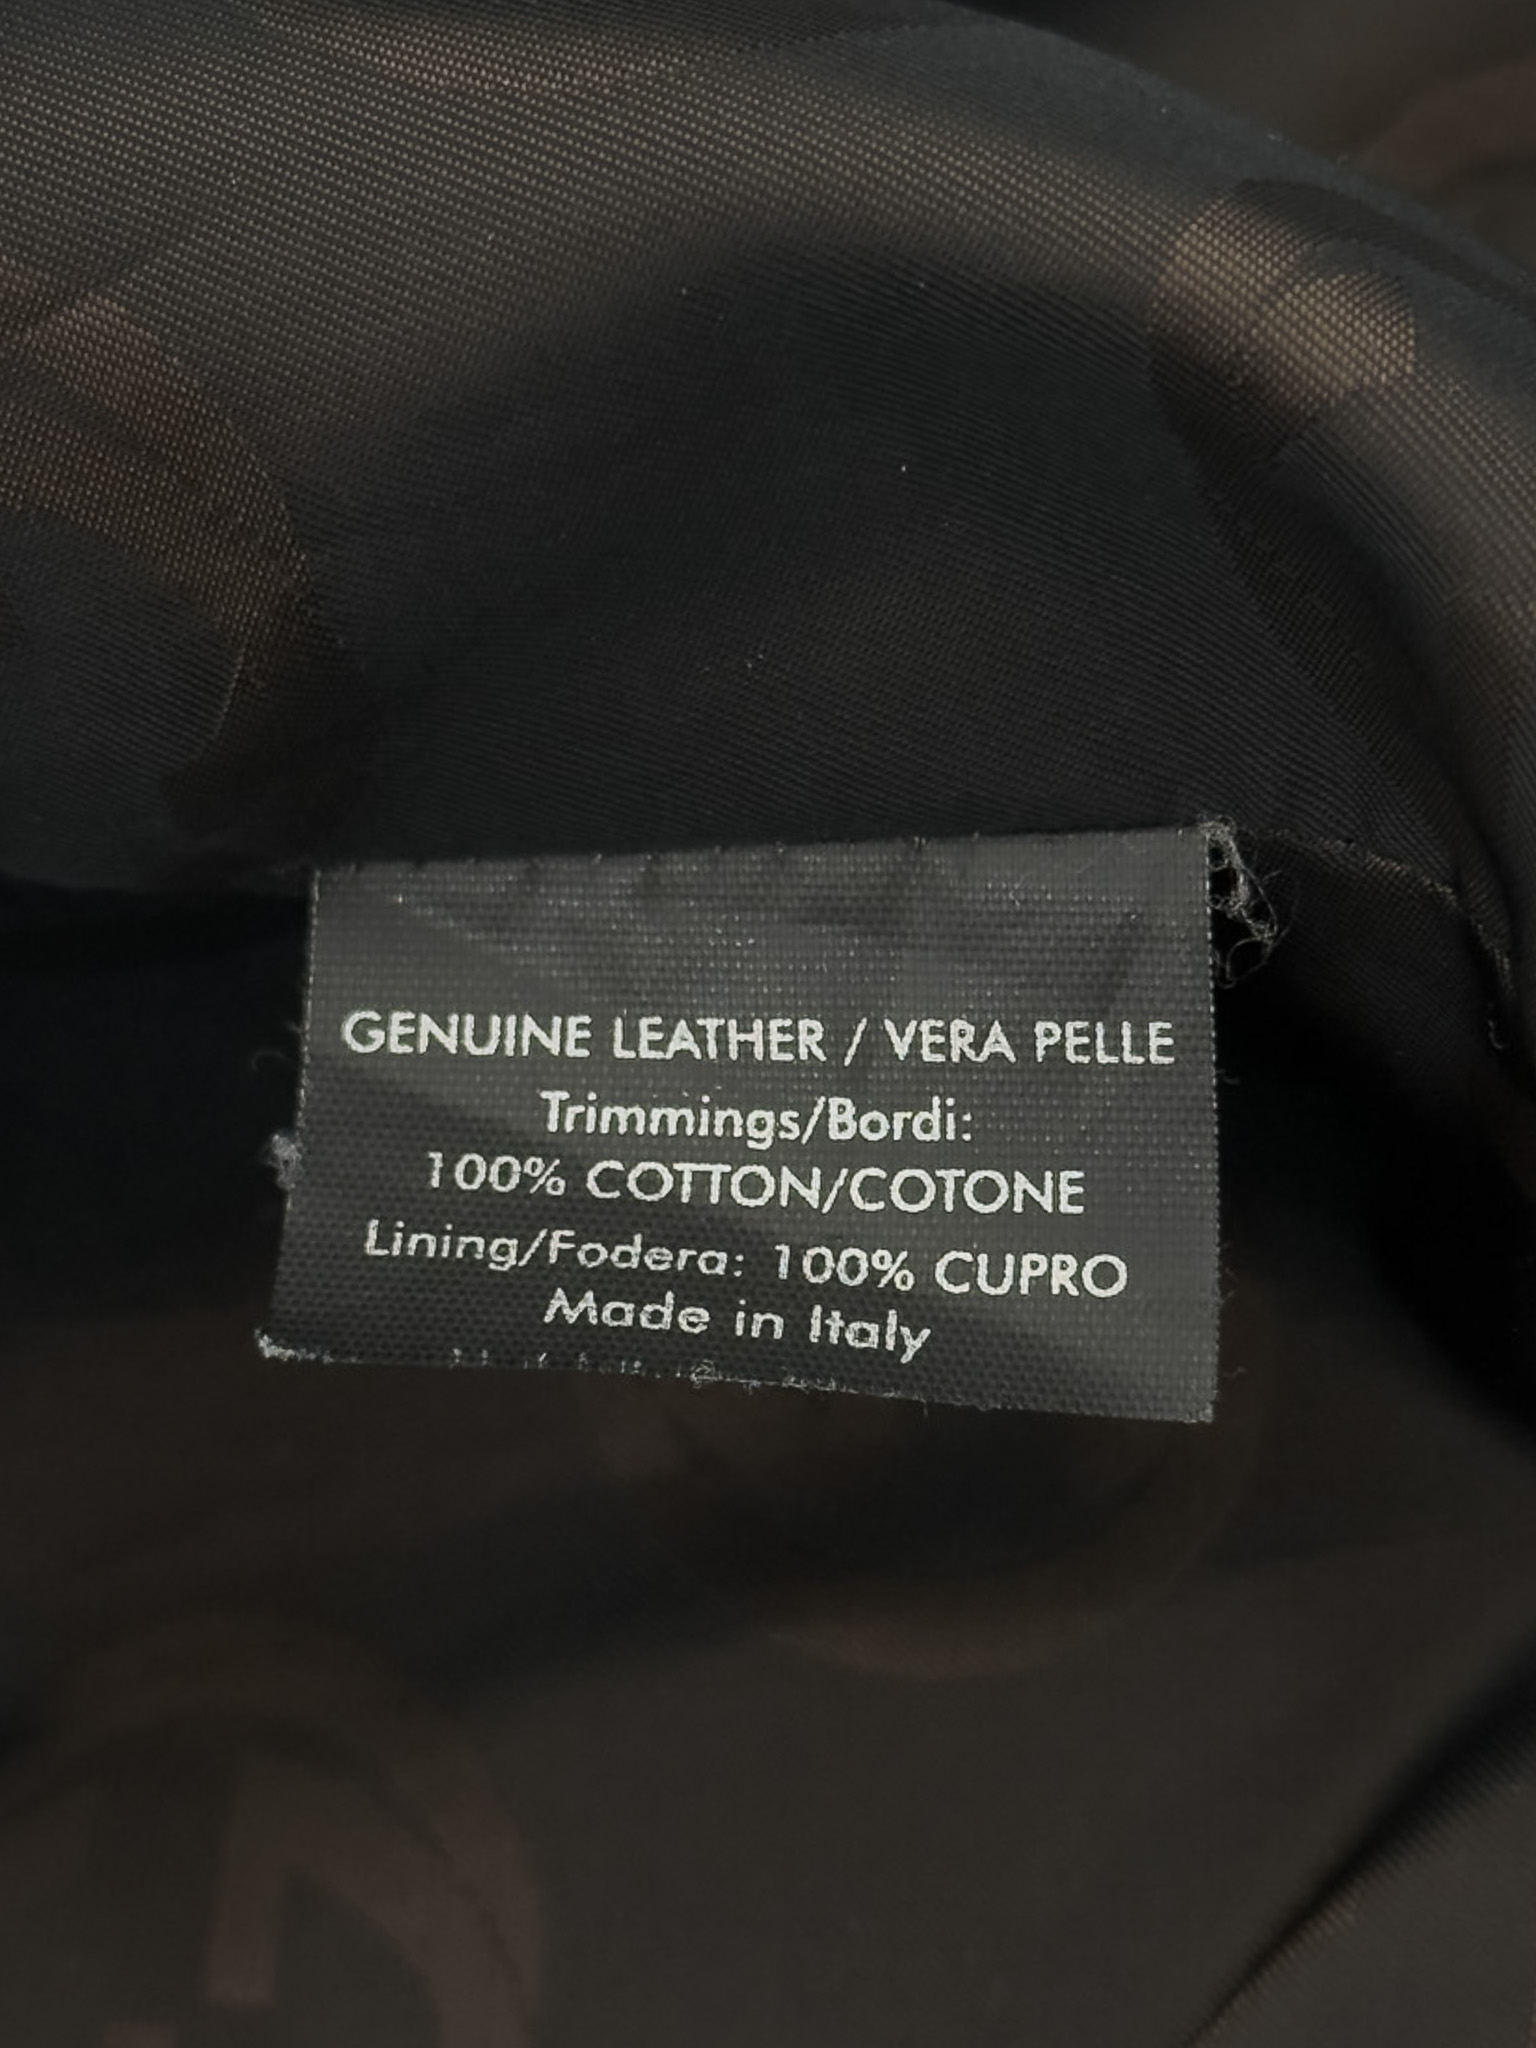 GENUINE LEATHER / VERA PELLE
Trimmings/Bordi:
100% COTTON/COTONE
Lining/Fodera: 100% CUPRO
Made in Italy